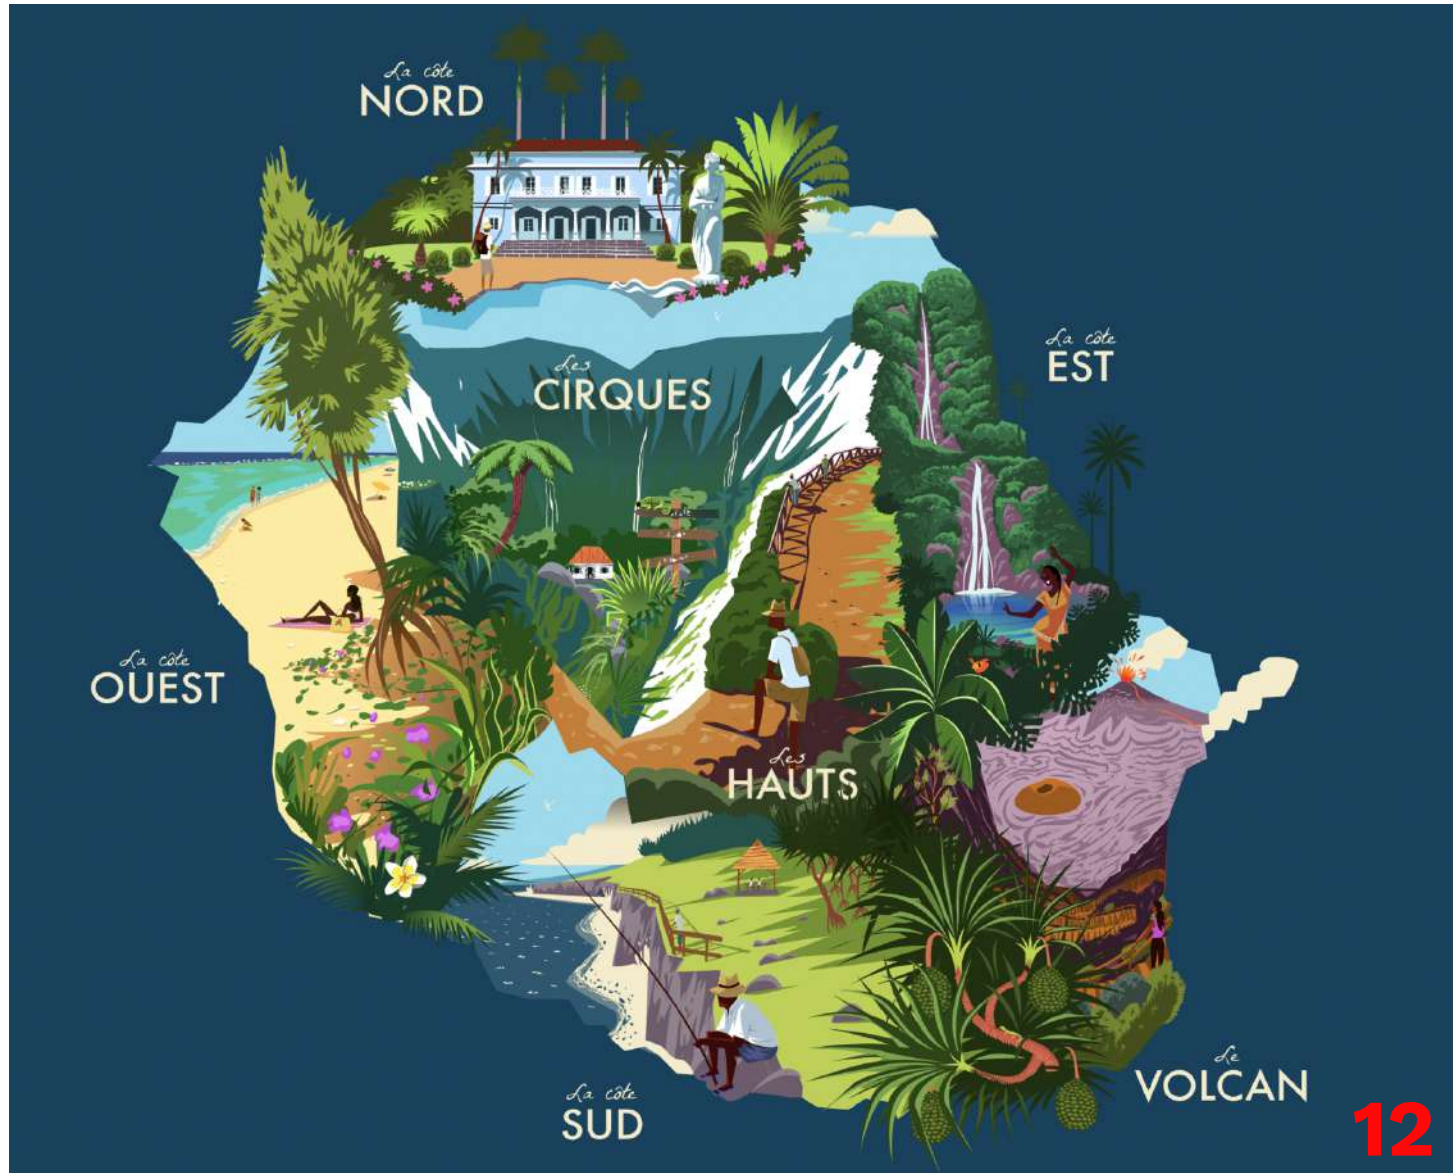 La côte
NORD
Les
CIRQUES
La côte
EST
La côte
OUEST
Les
HAUTS
La côte
SUD
Le
VOLCAN
12